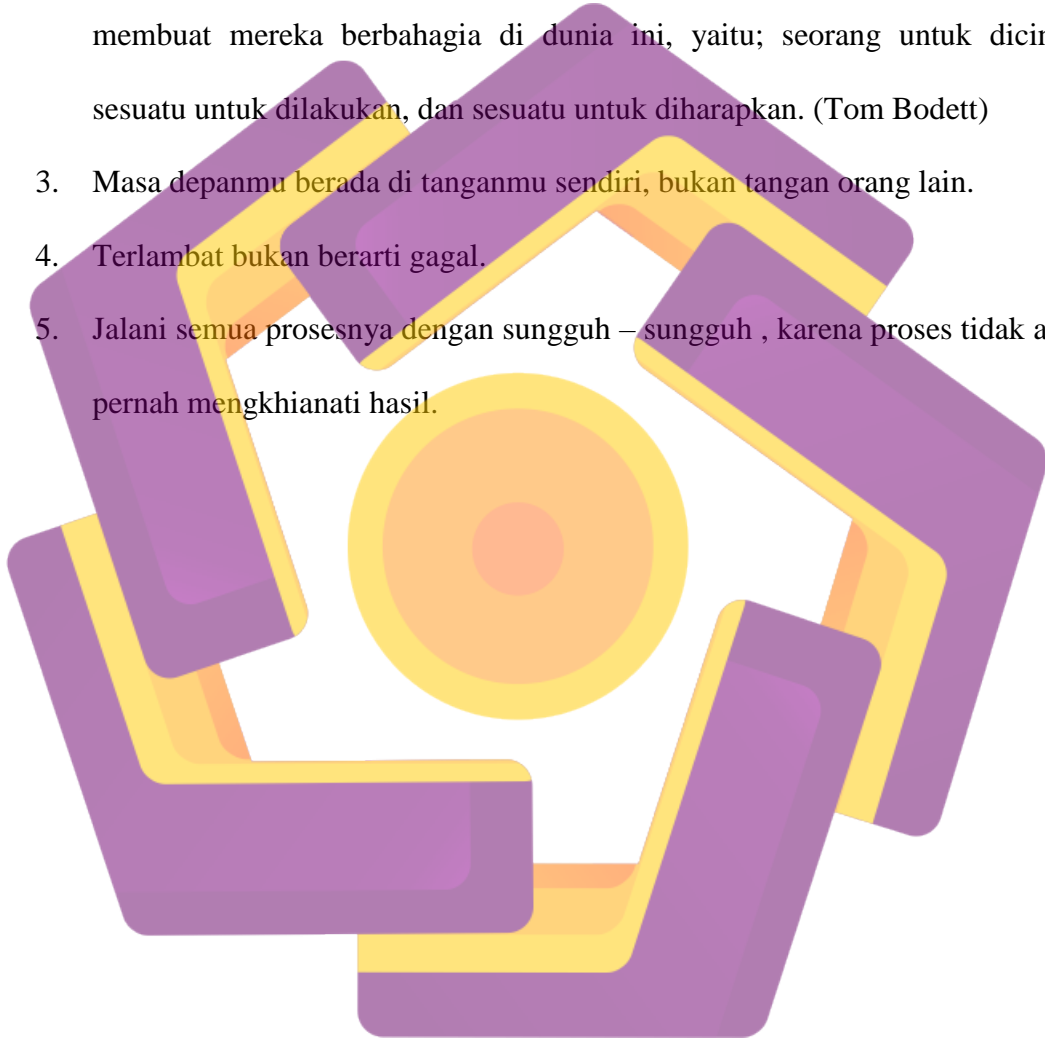 membuat mereka berbahagia di dunia ini, yaitu; seorang untuk
sesuatu untuk dilakukan, dan sesuatu untuk diharapkan. (Tom Bodett)
3. Masa depanmu berada di tanganmu sendiri, bukan tangan orang lain.
4. Terlambat bukan berarti gagal.
5. Jalani semua prosesnya dengan sungguh – sungguh , karena proses tidak
pernah mengkhianati hasil.